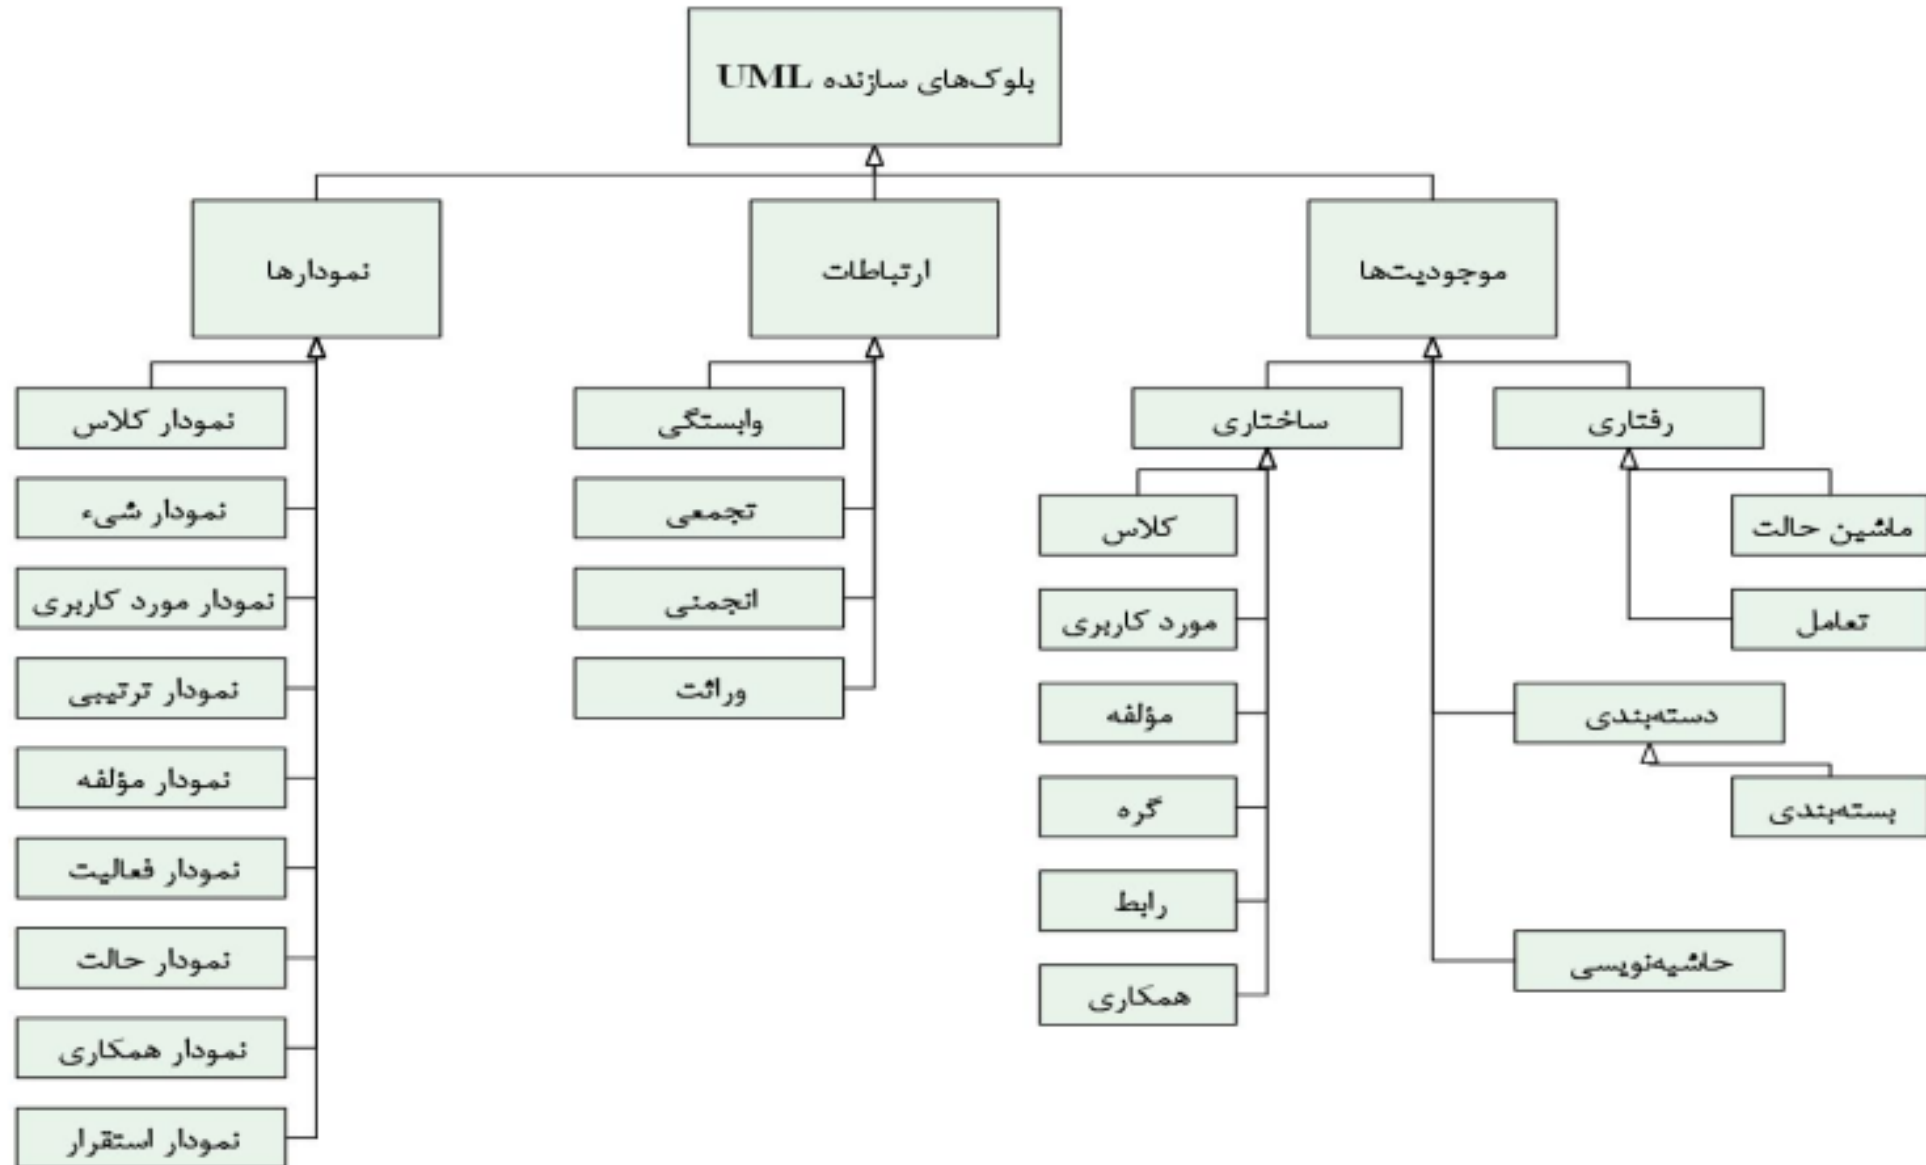 بلوک‌های سازنده UML
موجودیت‌ها
ارتباطات
نمودارها
رفتاری
ساختاری
وابستگی
نمودار کلاس
ماشین حالت
کلاس
تجمعی
نمودار شیء
تعامل
مورد کاربری
انجمنی
نمودار مورد کاربری
دسته‌بندی
مؤلفه
وراثت
نمودار ترتیبی
بسته‌بندی
گره
نمودار مؤلفه
رابط
نمودار فعالیت
حاشیه‌نویسی
همکاری
نمودار حالت
نمودار همکاری
نمودار استقرار